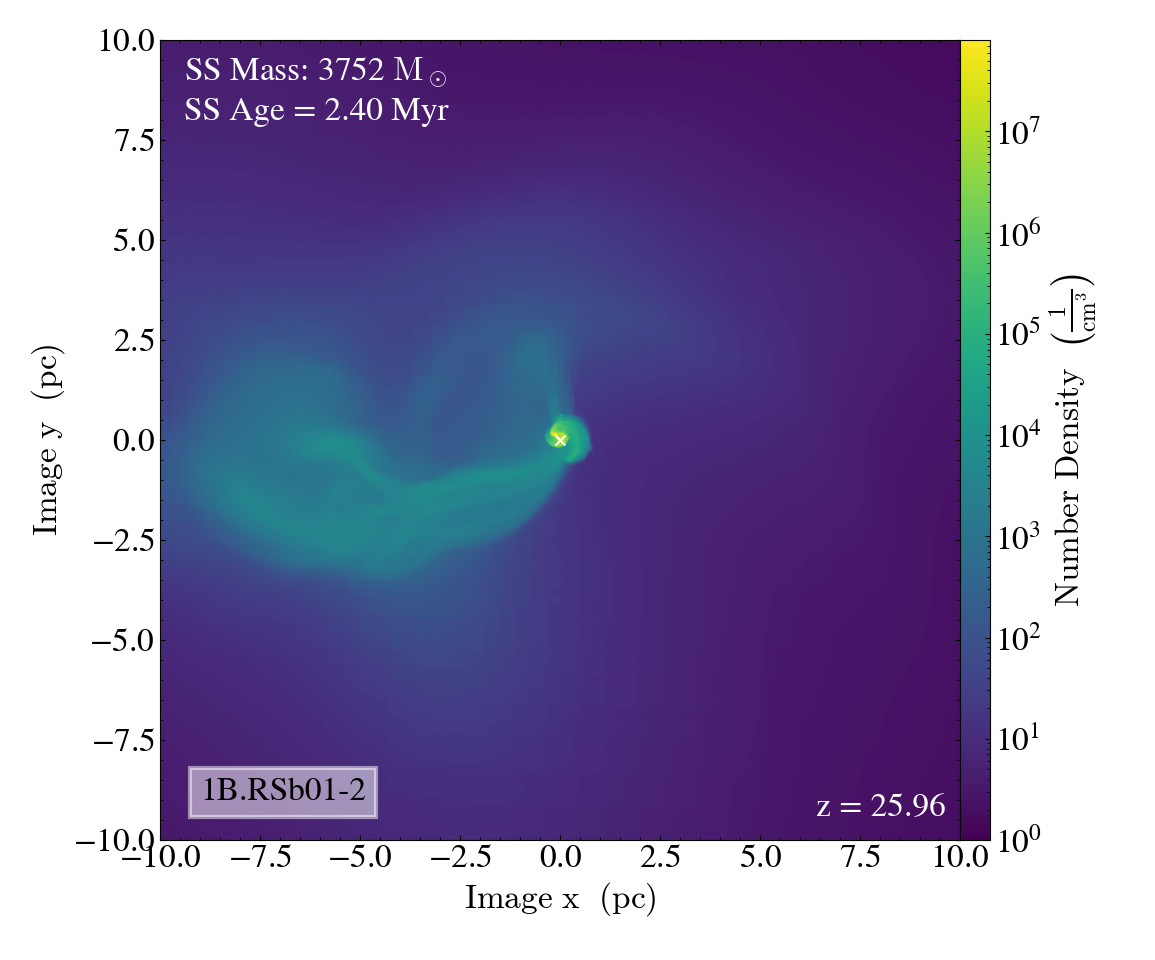 SS Mass: 3752 M⊙
SS Age = 2.40 Myr
10.0
7.5
5.0
2.5
0.0
−2.5
−5.0
−7.5
−10.0
Image y (pc)
1B.RSb01-2
z = 25.96
−10.0 −7.5 −5.0 −2.5 0.0 2.5 5.0 7.5 10.0
Image x (pc)
10⁷
10⁶
10⁵
10⁴
10³
10²
10¹
10⁰
Number Density (1/cm³)